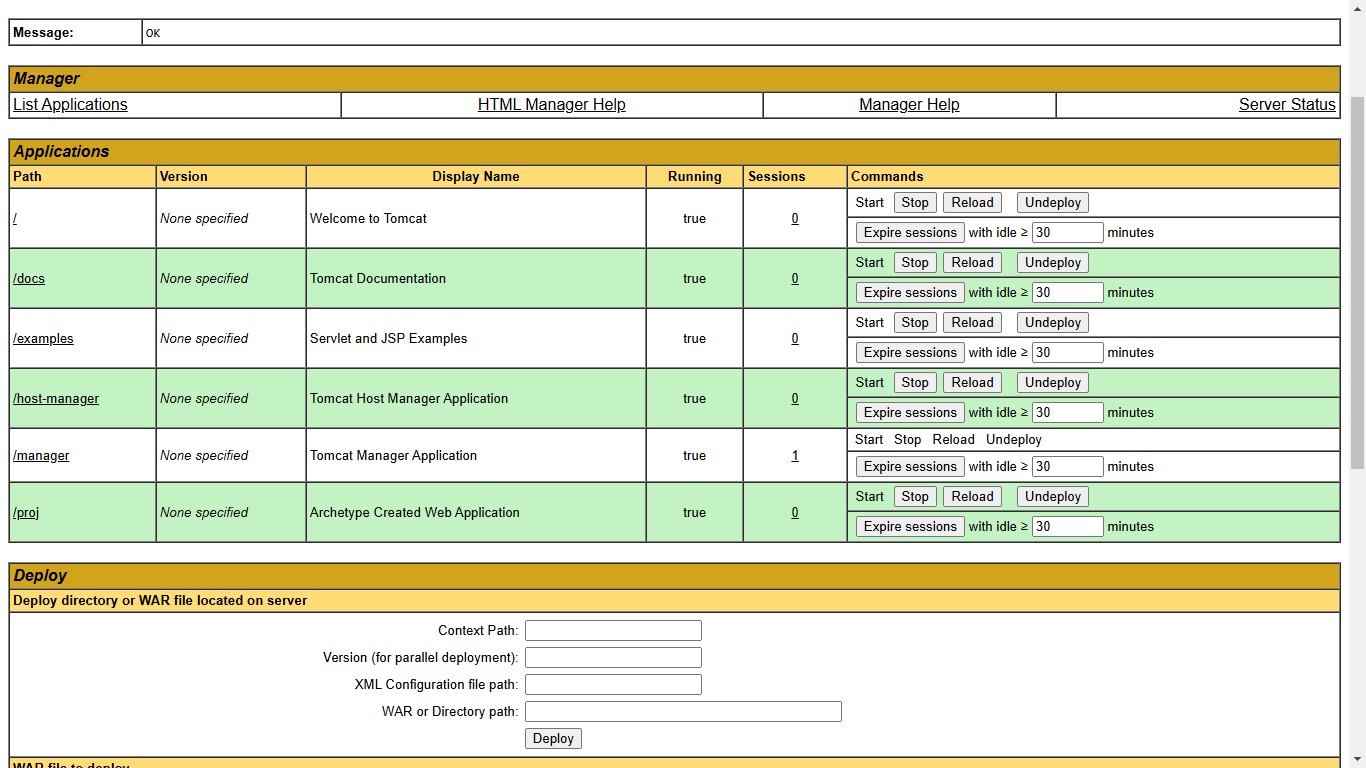 Message: OK
Manager
List Applications HTML Manager Help Manager Help Server Status
Applications
Path Version Display Name Running Sessions Commands
/ None specified Welcome to Tomcat true 0 Start Stop Reload Undeploy
Expire sessions with idle ≥ 30 minutes
/docs None specified Tomcat Documentation true 0 Start Stop Reload Undeploy
Expire sessions with idle ≥ 30 minutes
/examples None specified Servlet and JSP Examples true 0 Start Stop Reload Undeploy
Expire sessions with idle ≥ 30 minutes
/host-manager None specified Tomcat Host Manager Application true 0 Start Stop Reload Undeploy
Expire sessions with idle ≥ 30 minutes
/manager None specified Tomcat Manager Application true 1 Start Stop Reload Undeploy
Expire sessions with idle ≥ 30 minutes
/proj None specified Archetype Created Web Application true 0 Start Stop Reload Undeploy
Expire sessions with idle ≥ 30 minutes
Deploy
Deploy directory or WAR file located on server
Context Path:
Version (for parallel deployment):
XML Configuration file path:
WAR or Directory path:
Deploy
WAR file to deploy